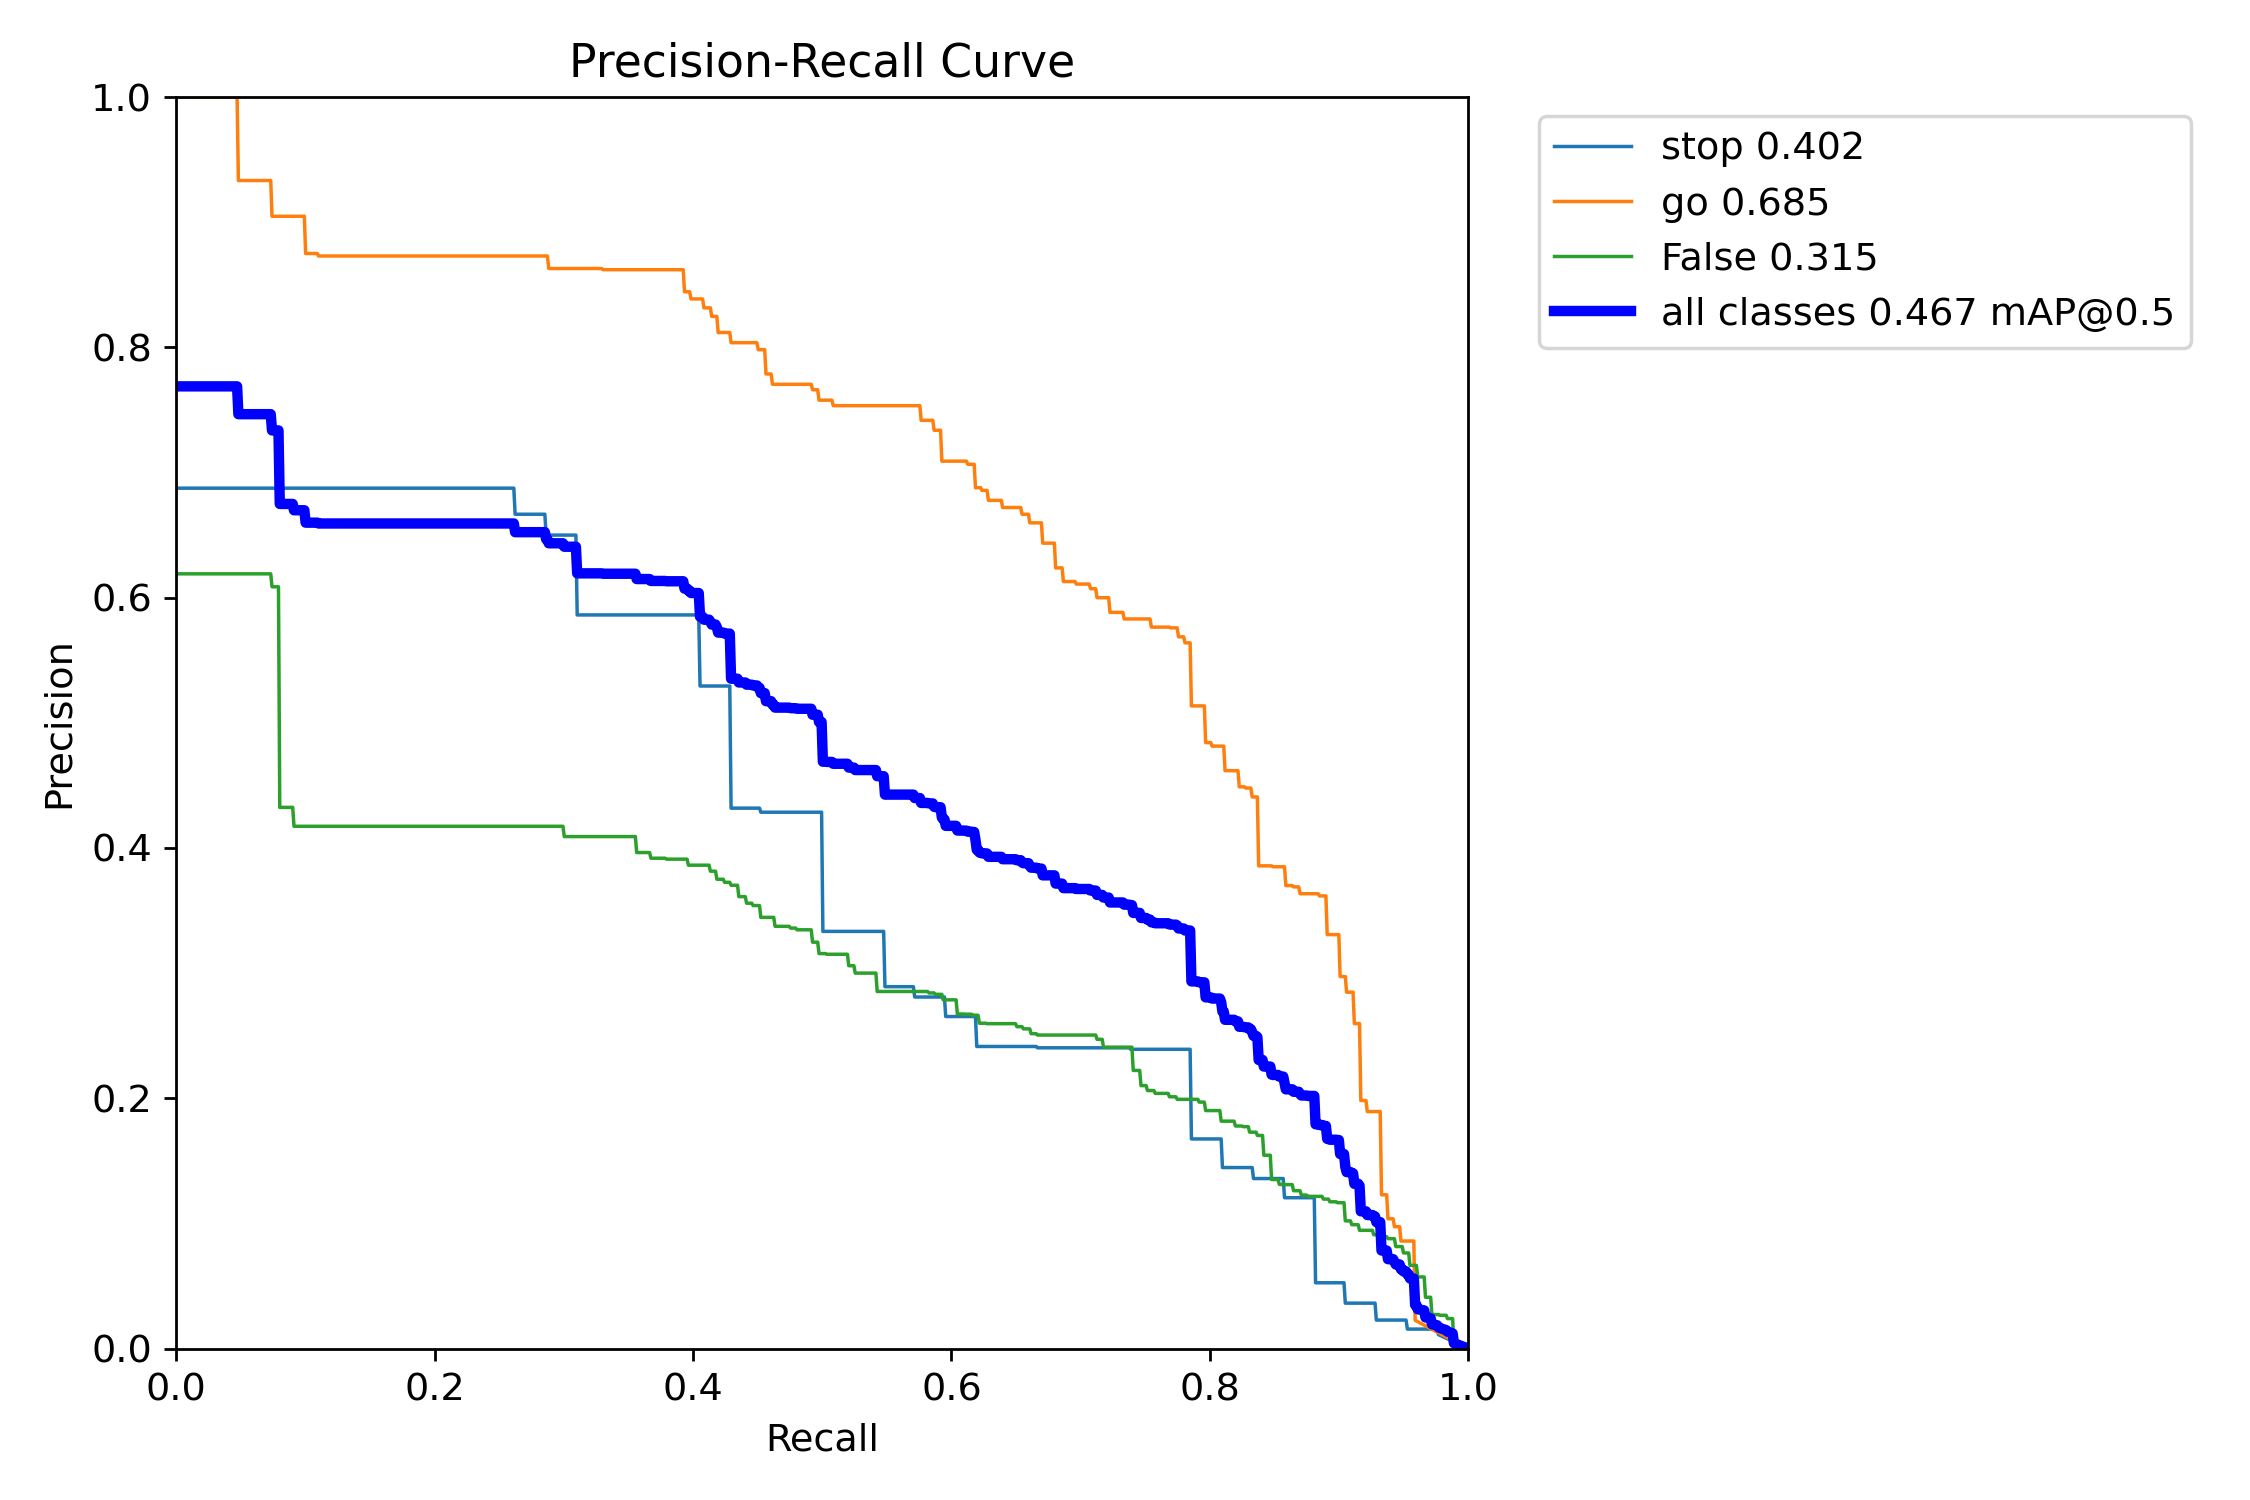 Precision-Recall Curve
1.0
0.8
0.6
0.4
0.2
0.0
Precision
0.0 0.2 0.4 0.6 0.8 1.0
Recall
stop 0.402
go 0.685
False 0.315
all classes 0.467 mAP@0.5